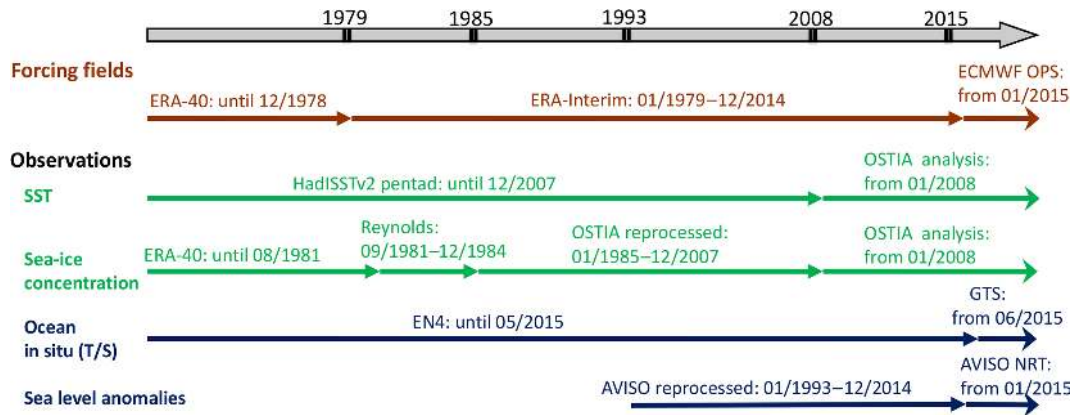 1979 1985 1993 2008 2015
Forcing fields
ECMWF OPS:
from 01/2015
ERA-40: until 12/1978
ERA-Interim: 01/1979–12/2014
Observations
SST
HadISSTv2 pentad: until 12/2007
OSTIA analysis:
from 01/2008
Sea-ice
concentration
ERA-40: until 08/1981
Reynolds:
09/1981–12/1984
OSTIA reprocessed:
01/1985–12/2007
OSTIA analysis:
from 01/2008
Ocean
in situ (T/S)
EN4: until 05/2015
GTS:
from 06/2015
Sea level anomalies
AVISO reprocessed: 01/1993–12/2014
AVISO NRT:
from 01/2015